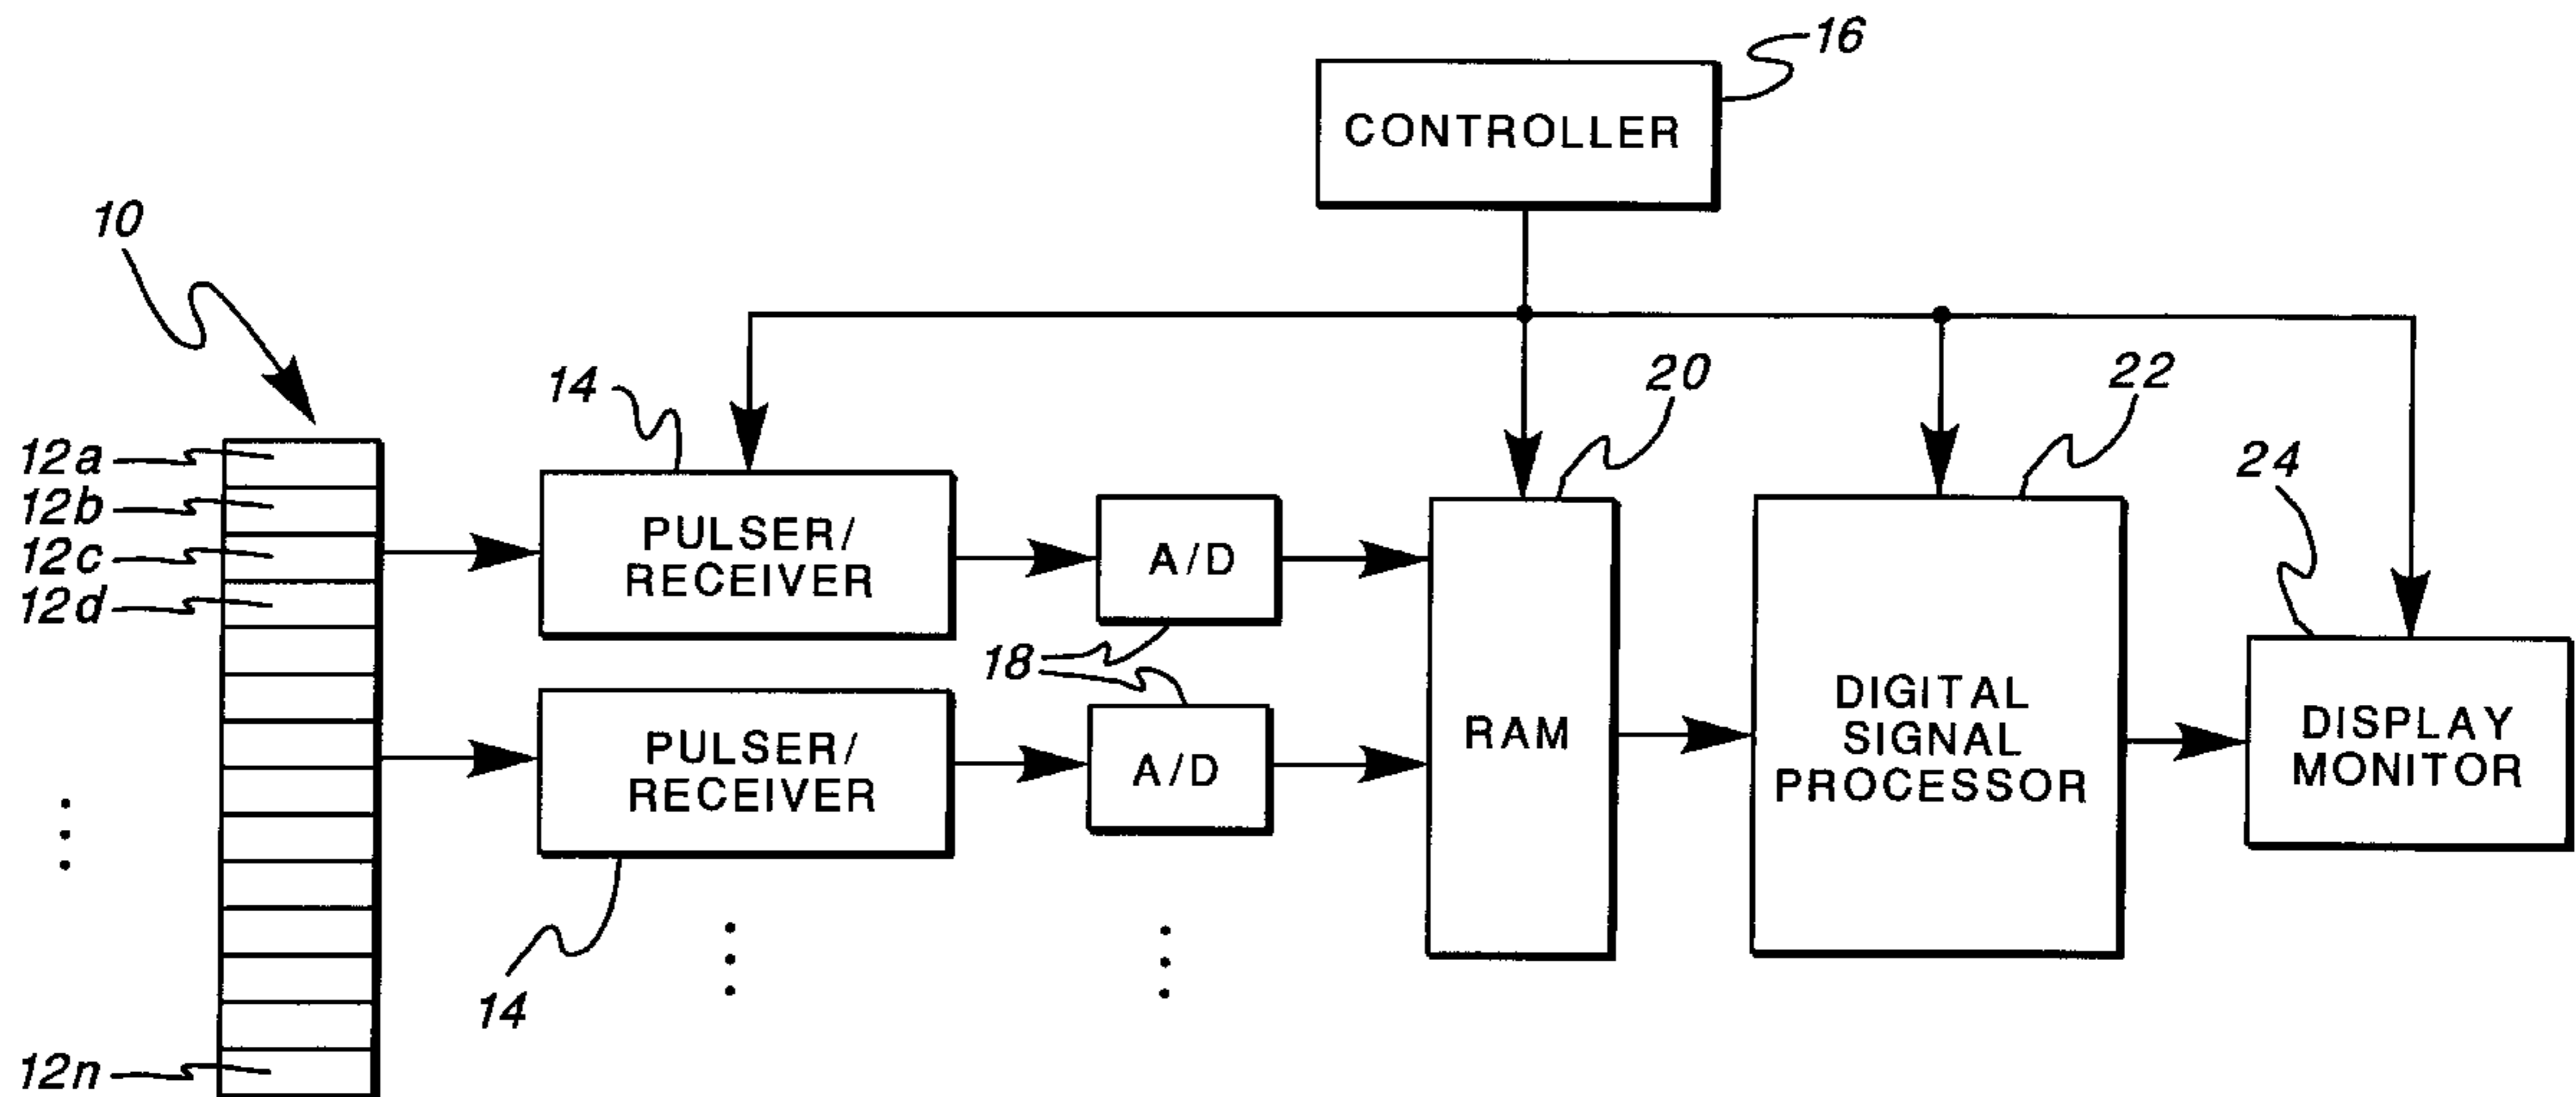 16
CONTROLLER
10
14
20
22
24
12a
12b
12c
12d
PULSER/
RECEIVER
A/D
18
PULSER/
RECEIVER
A/D
RAM
DIGITAL
SIGNAL
PROCESSOR
DISPLAY
MONITOR
14
12n